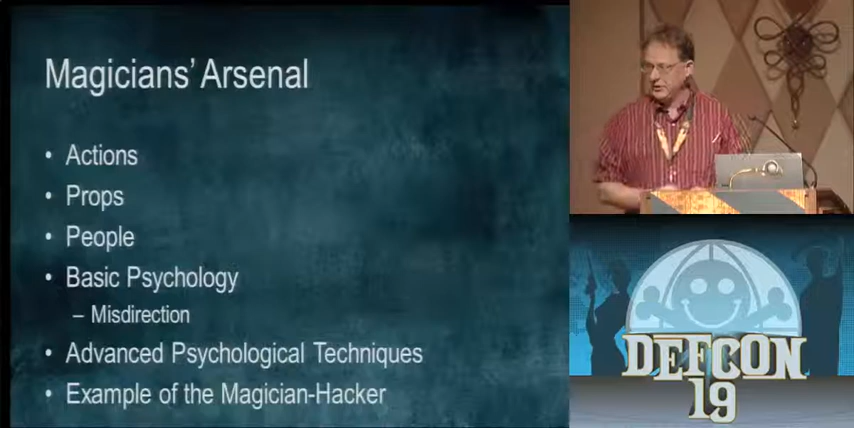 Magicians' Arsenal
• Actions
• Props
• People
• Basic Psychology
– Misdirection
• Advanced Psychological Techniques
• Example of the Magician-Hacker
DEFCON
19